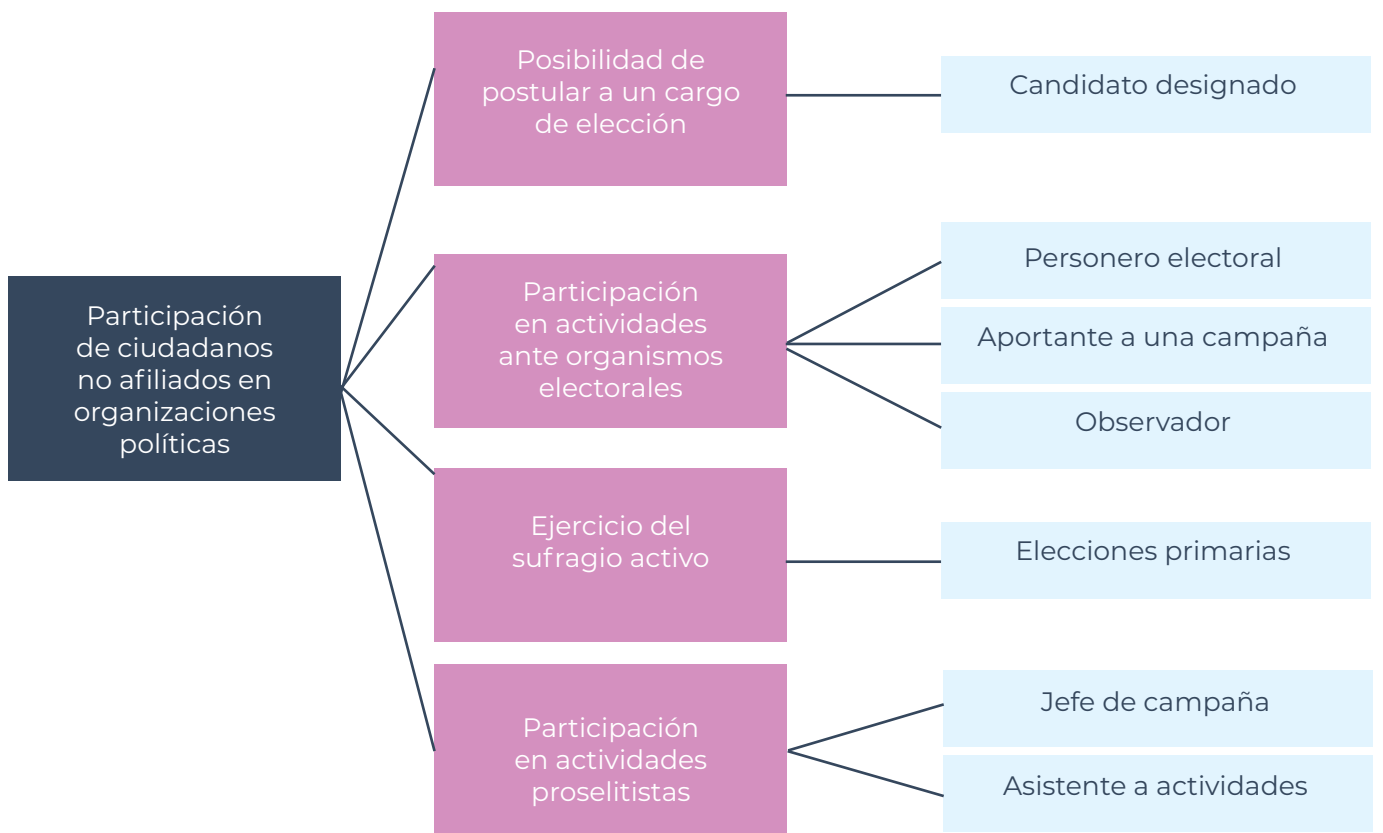 Participación
de ciudadanos
no afiliados en
organizaciones
políticas
Posibilidad de
postular a un cargo
de elección
Candidato designado
Participación
en actividades
ante organismos
electorales
Personero electoral
Aportante a una campaña
Observador
Ejercicio del
sufragio activo
Elecciones primarias
Participación
en actividades
proselitistas
Jefe de campaña
Asistente a actividades